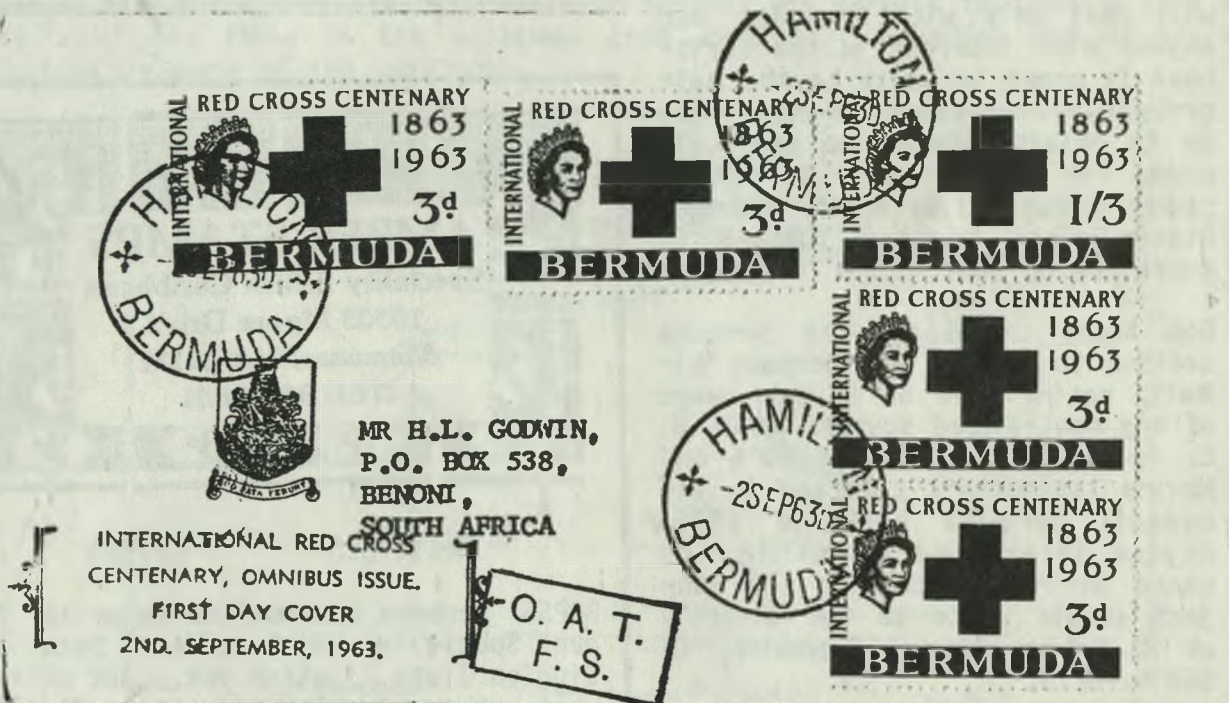 RED CROSS CENTENARY
INTERNATIONAL
1863
1963
3d
BERMUDA
RED CROSS CENTENARY
INTERNATIONAL
1863
1963
3d
BERMUDA
RED CROSS CENTENARY
INTERNATIONAL
1863
1963
1/3
BERMUDA
RED CROSS CENTENARY
INTERNATIONAL
1863
1963
3d
BERMUDA
RED CROSS CENTENARY
INTERNATIONAL
1863
1963
3d
BERMUDA
HAMILTON
BERMUDA
HAMILTON
HAMILTON
-2SEP63
BERMUDA
MR H.L. GODWIN,
P.O. BOX 538,
BENONI,
SOUTH AFRICA
INTERNATIONAL RED CROSS
CENTENARY, OMNIBUS ISSUE.
FIRST DAY COVER
2ND. SEPTEMBER, 1963.
O. A. T.
F. S.